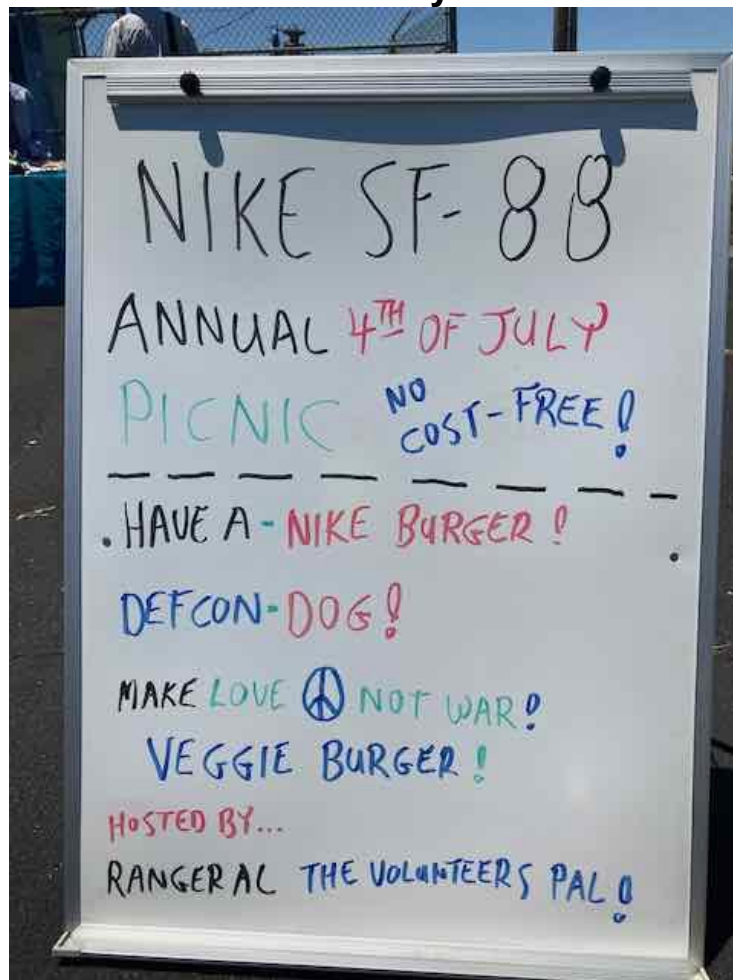 NIKE SF-88
ANNUAL 4TH OF JULY
PICNIC NO COST-FREE!
. HAVE A - NIKE BURGER!
DEFCON-DOG!
MAKE LOVE ☮ NOT WAR!
VEGGIE BURGER!
HOSTED BY...
RANGER AL THE VOLUNTEERS PAL!